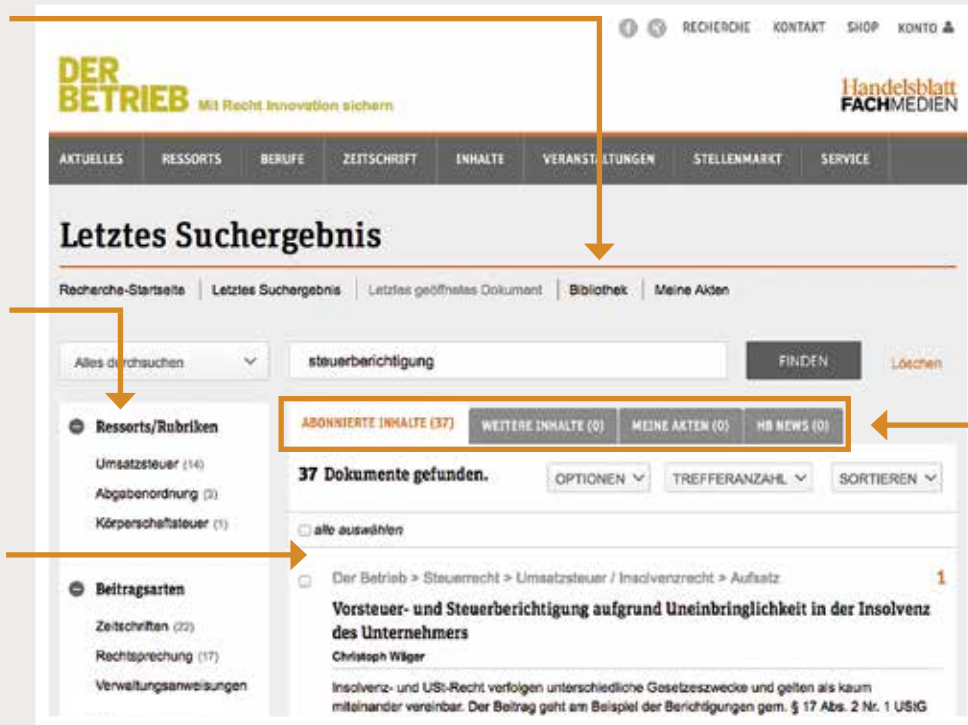 RECHERCHE KONTAKT SHOP KONTO
DER
BETRIEB Mit Recht Innovation sichern
Handelsblatt
FACHMEDIEN
AKTUELLES RESSORTS BERUFE ZEITSCHRIFT INHALTE VERANSTALTUNGEN STELLENMARKT SERVICE
Letztes Suchergebnis
Recherche-Startseite | Letztes Suchergebnis | Letztes geöffnetes Dokument | Bibliothek | Meine Akten
Alles durchsuchen
steuerberichtigung
FINDEN
Löschen
Ressorts/Rubriken
Umsatzsteuer (14)
Abgabenordnung (3)
Körperschaftsteuer (1)
Beitragsarten
Zeitschriften (22)
Rechtsprechung (17)
Verwaltungsanweisungen
ABONNIERTE INHALTE (37) WEITERE INHALTE (0) MEINE AKTEN (0) HB NEWS (0)
37 Dokumente gefunden.
OPTIONEN TREFFERANZAHL SORTIEREN
alle auswählen
Der Betrieb > Steuerrecht > Umsatzsteuer / Insolvenzrecht > Aufsatz 1
Vorsteuer- und Steuerberichtigung aufgrund Uneinbringlichkeit in der Insolvenz
des Unternehmers
Christoph Wäger
Insolvenz- und USt-Recht verfolgen unterschiedliche Gesetzeszwecke und gelten als kaum
miteinander vereinbar. Der Beitrag geht am Beispiel der Berichtigungen gem. § 17 Abs. 2 Nr. 1 UStG